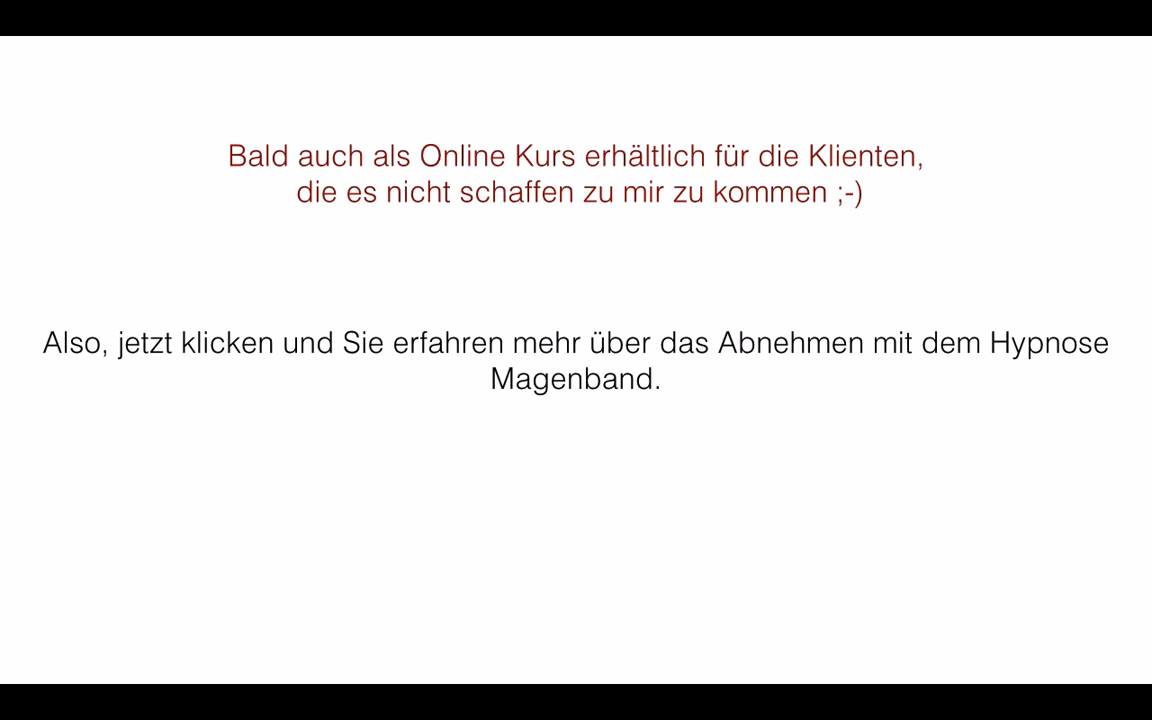 Bald auch als Online Kurs erhältlich für die Klienten,
die es nicht schaffen zu mir zu kommen ;-)
Also, jetzt klicken und Sie erfahren mehr über das Abnehmen mit dem Hypnose
Magenband.